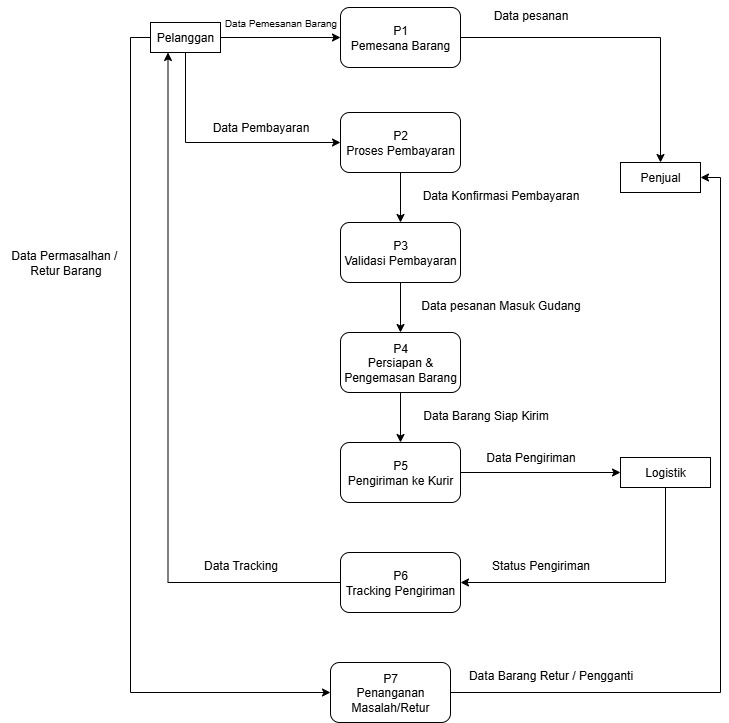 Data pesanan
Data Pemesanan Barang
P1
Pemesana Barang
Pelanggan
Data Pembayaran
P2
Proses Pembayaran
Penjual
Data Konfirmasi Pembayaran
P3
Validasi Pembayaran
Data Permasalhan /
Retur Barang
Data pesanan Masuk Gudang
P4
Persiapan &
Pengemasan Barang
Data Barang Siap Kirim
P5
Pengiriman ke Kurir
Data Pengiriman
Logistik
Data Tracking
P6
Tracking Pengiriman
Status Pengiriman
P7
Penanganan
Masalah/Retur
Data Barang Retur / Pengganti